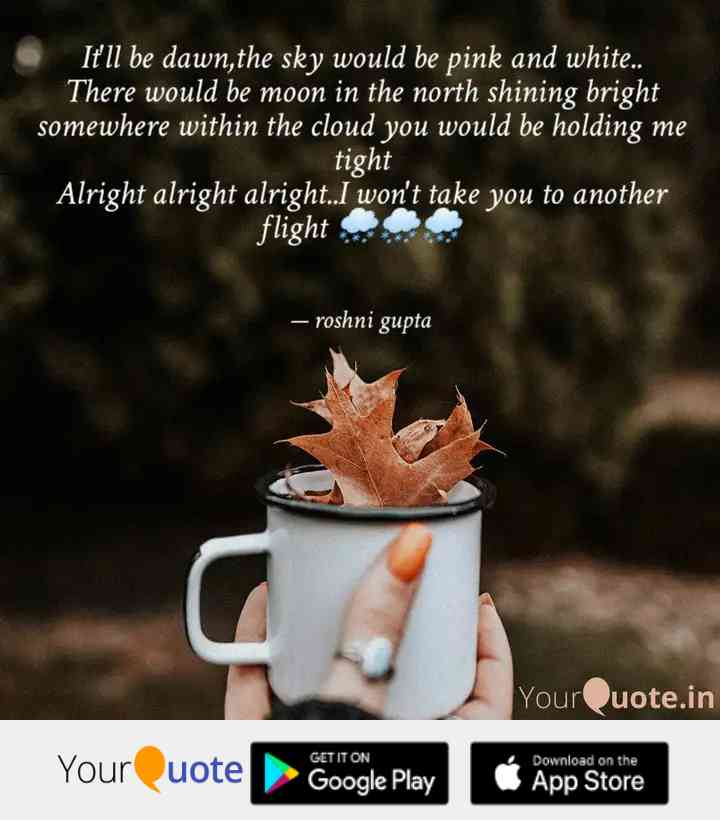 It'll be dawn,the sky would be pink and white..
There would be moon in the north shining bright
somewhere within the cloud you would be holding me
tight
Alright alright alright..I won't take you to another
flight 🌨️🌨️🌨️
— roshni gupta
YourQuote.in
YourQuote
GET IT ON
Google Play
Download on the
App Store